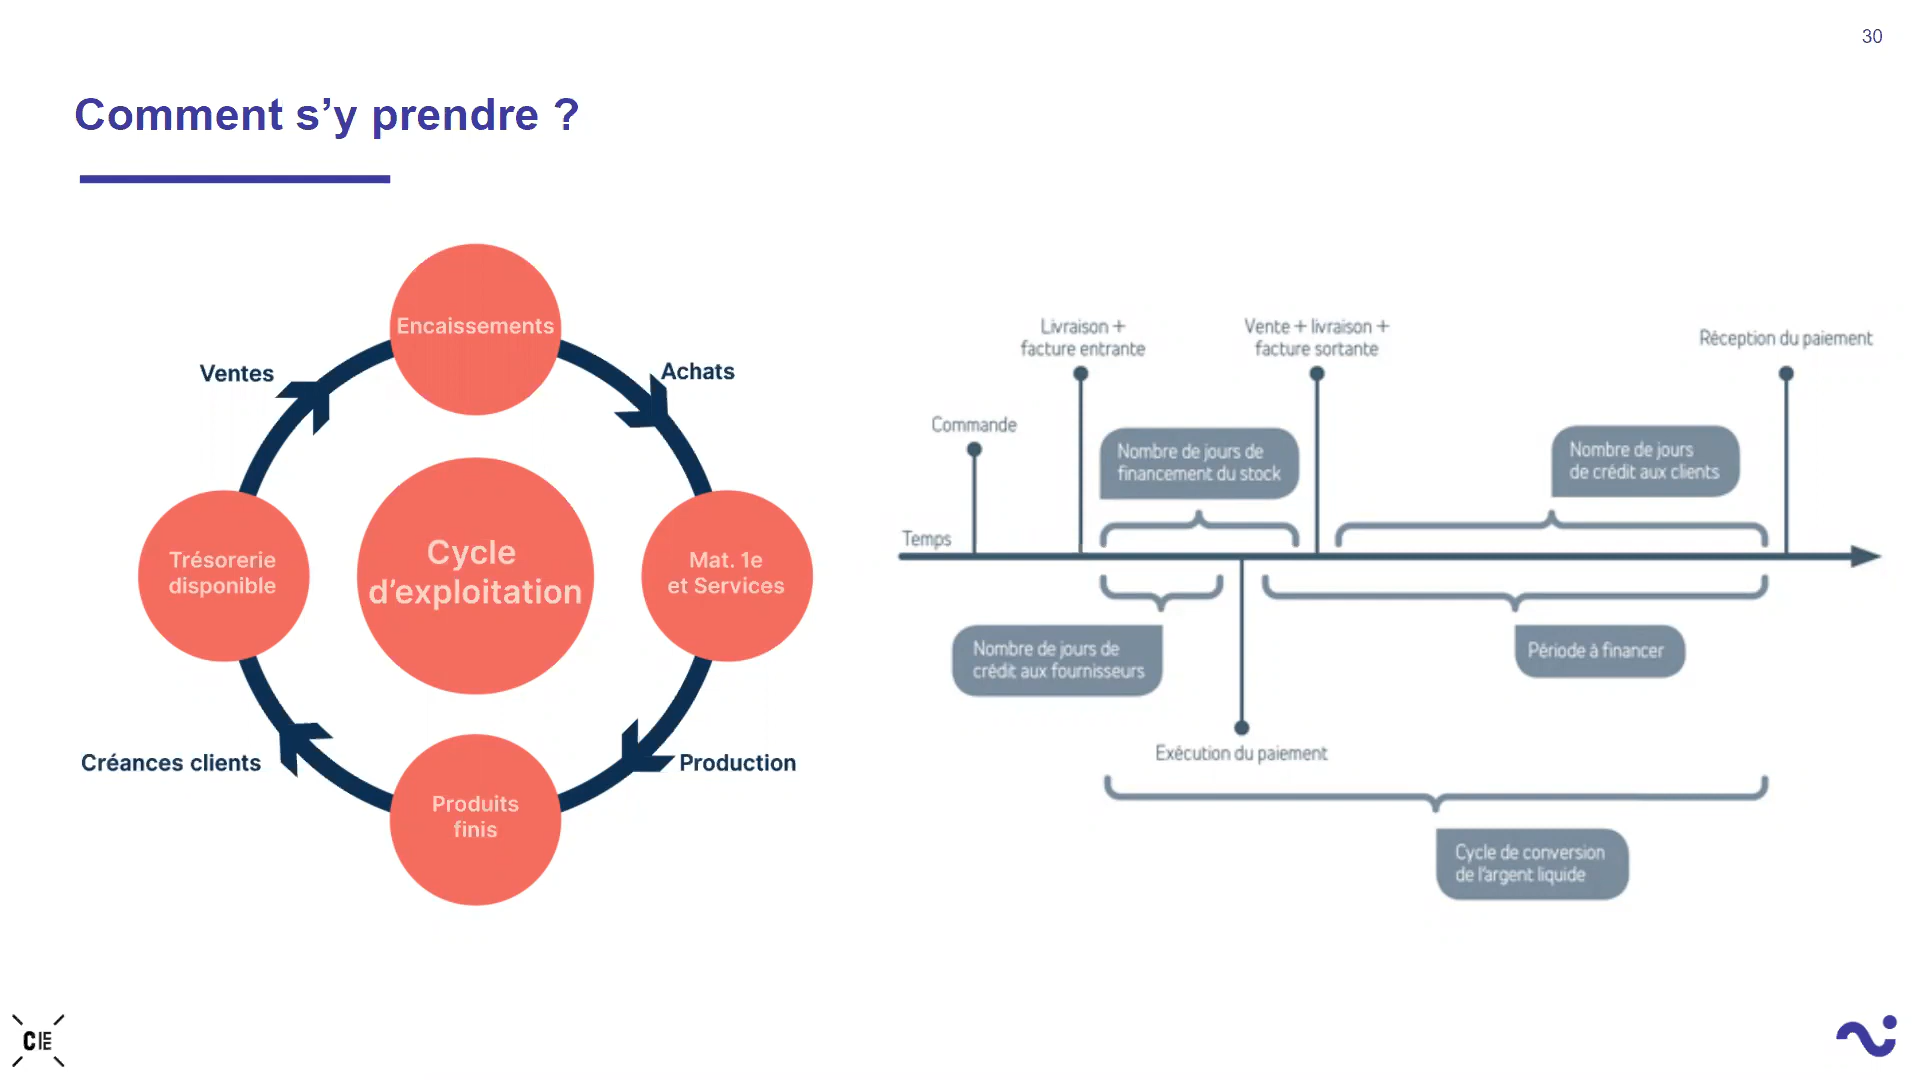 30
Comment s’y prendre ?
Encaissements
Ventes
Achats
Trésorerie
disponible
Cycle
d’exploitation
Mat. 1e
et Services
Créances clients
Production
Produits
finis
Livraison +
facture entrante
Vente + livraison +
facture sortante
Réception du paiement
Commande
Nombre de jours de
financement du stock
Nombre de jours
de crédit aux clients
Temps
Nombre de jours de
crédit aux fournisseurs
Période à financer
Exécution du paiement
Cycle de conversion
de l'argent liquide